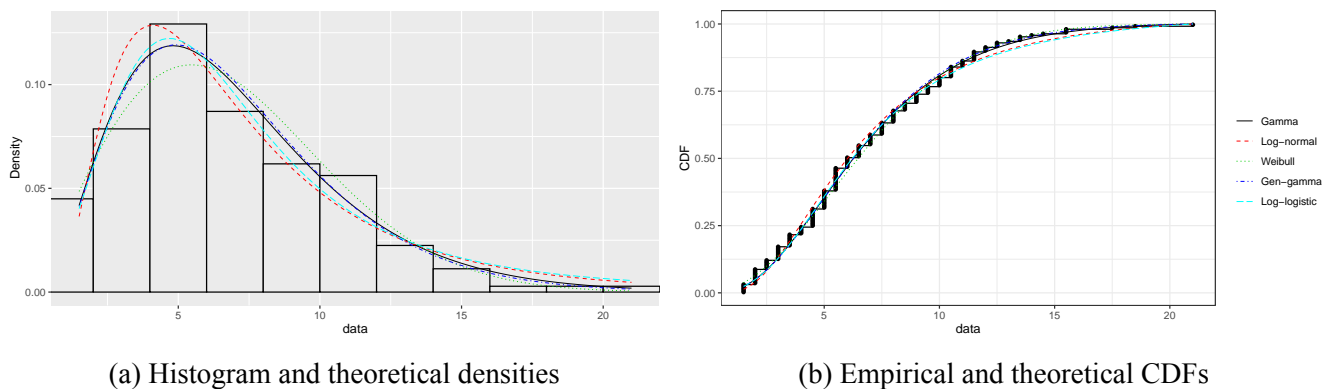 Density
0.10
0.05
0.00
5
10
15
20
data
(a) Histogram and theoretical densities
CDF
1.00
0.75
0.50
0.25
0.00
5
10
15
20
data
Gamma
Log−normal
Weibull
Gen−gamma
Log−logistic
(b) Empirical and theoretical CDFs